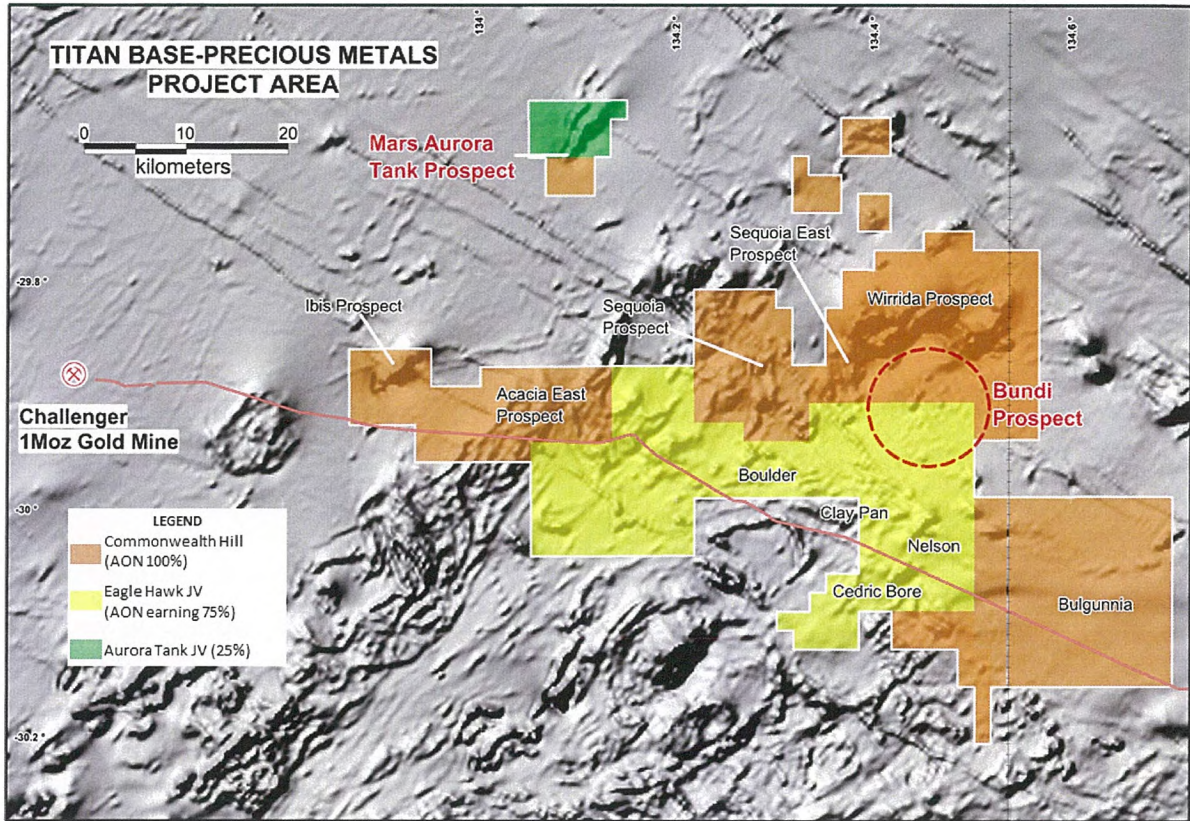 TITAN BASE-PRECIOUS METALS
PROJECT AREA
0 10 20
kilometers
134°
134.2°
134.4°
134.6°
-29.8°
-30°
-30.2°
Mars Aurora
Tank Prospect
Sequoia East
Prospect
Ibis Prospect
Sequoia
Prospect
Wirrida Prospect
Acacia East
Prospect
Bundi
Prospect
Challenger
1Moz Gold Mine
Boulder
Clay Pan
Nelson
Cedric Bore
Bulgunnia
LEGEND
Commonwealth Hill
(AON 100%)
Eagle Hawk JV
(AON earning 75%)
Aurora Tank JV (25%)